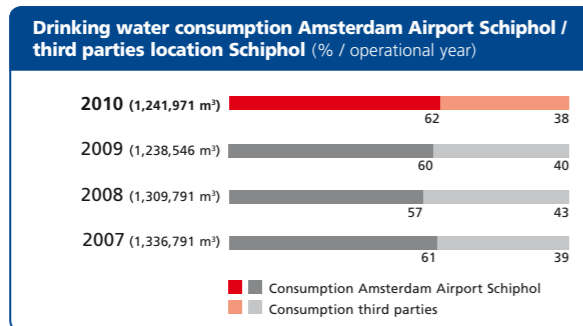 Drinking water consumption Amsterdam Airport Schiphol /
third parties location Schiphol (% / operational year)
2010 (1,241,971 m³)
62 38
2009 (1,238,546 m³)
60 40
2008 (1,309,791 m³)
57 43
2007 (1,336,791 m³)
61 39
Consumption Amsterdam Airport Schiphol
Consumption third parties